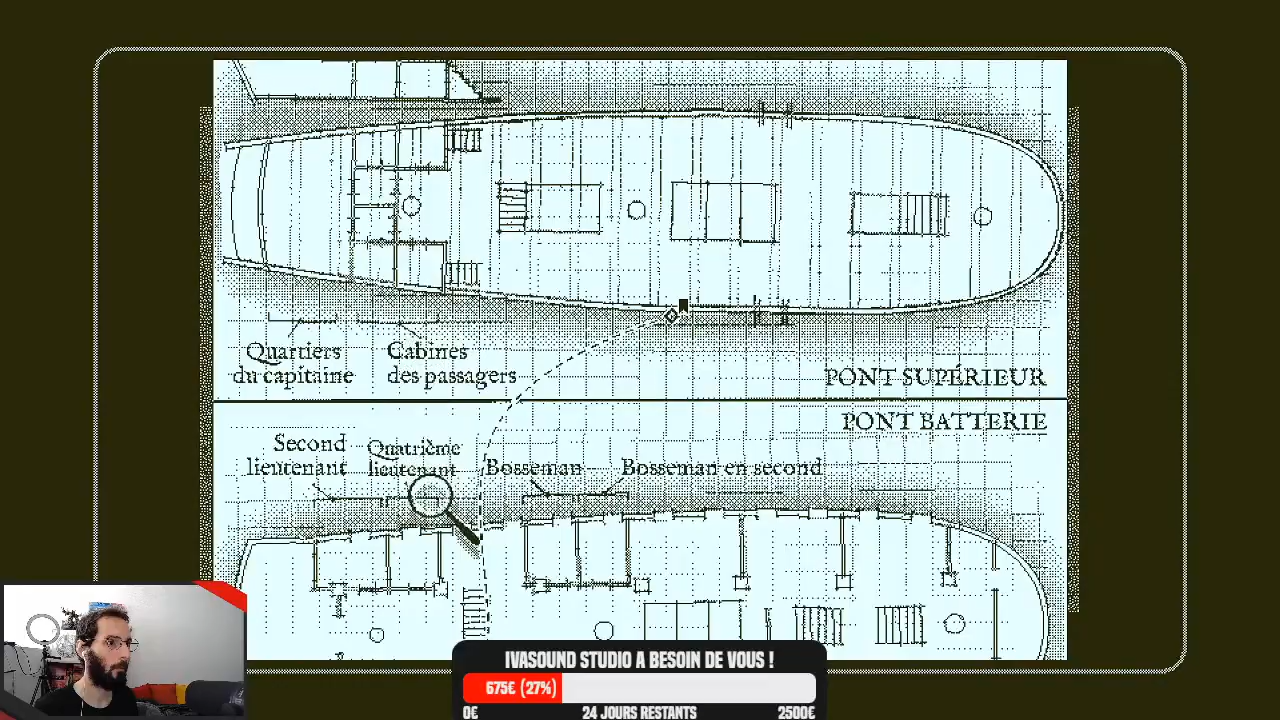 Quartiers
du capitaine
Cabines
des passagers
PONT SUPÉRIEUR
PONT BATTERIE
Second
lieutenant
Quatrième
lieutenant
Bosseman
Bosseman en second
IVASOUND STUDIO A BESOIN DE VOUS !
675€ (27%)
0€ 24 JOURS RESTANTS 2500€